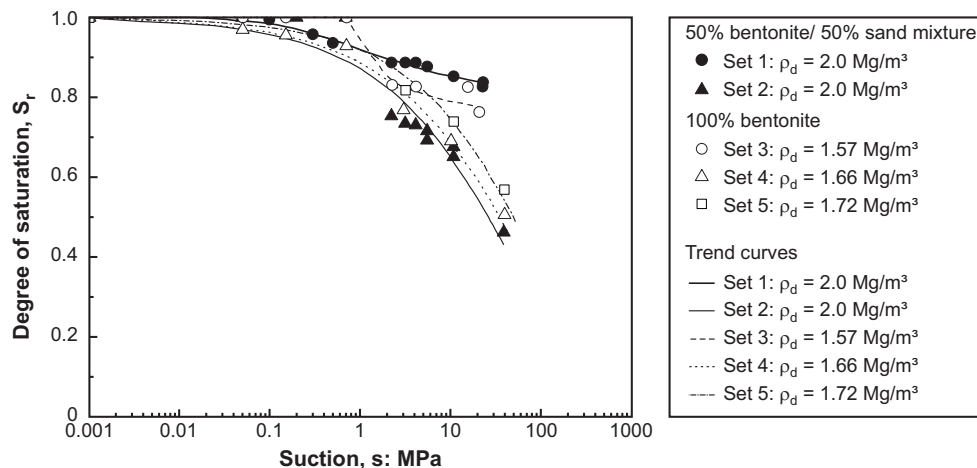 1.0
0.8
0.6
0.4
0.2
0
0.001
0.01
0.1
1
10
100
1000
Degree of saturation, Sr
Suction, s: MPa
50% bentonite/ 50% sand mixture
Set 1: ρd = 2.0 Mg/m³
Set 2: ρd = 2.0 Mg/m³
100% bentonite
Set 3: ρd = 1.57 Mg/m³
Set 4: ρd = 1.66 Mg/m³
Set 5: ρd = 1.72 Mg/m³
Trend curves
Set 1: ρd = 2.0 Mg/m³
Set 2: ρd = 2.0 Mg/m³
Set 3: ρd = 1.57 Mg/m³
Set 4: ρd = 1.66 Mg/m³
Set 5: ρd = 1.72 Mg/m³